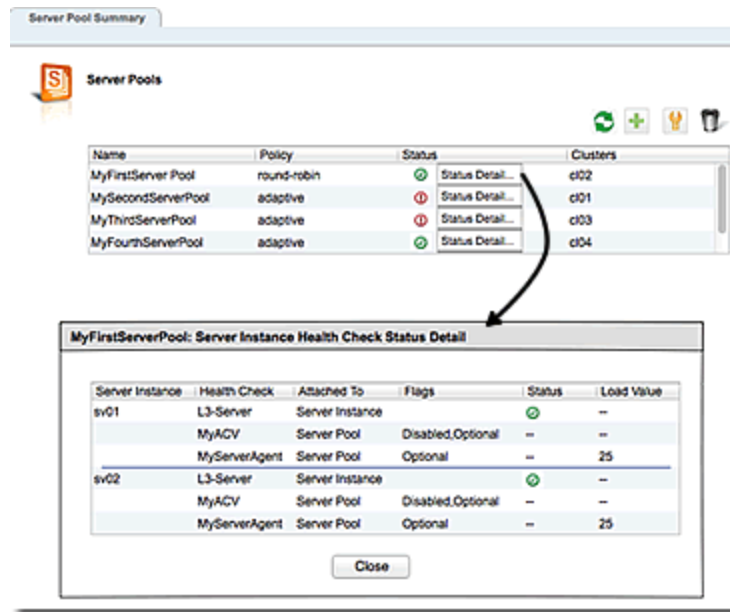 Server Pool Summary
S
Server Pools
Name Policy Status Clusters
MyFirstServer Pool round-robin Status Detail... cl02
MySecondServerPool adaptive Status Detail... cl01
MyThirdServerPool adaptive Status Detail... cl03
MyFourthServerPool adaptive Status Detail... cl04
MyFirstServerPool: Server Instance Health Check Status Detail
Server Instance Health Check Attached To Flags Status Load Value
sv01 L3-Server Server Instance --
MyACV Server Pool Disabled,Optional -- --
MyServerAgent Server Pool Optional -- 25
sv02 L3-Server Server Instance --
MyACV Server Pool Disabled,Optional -- --
MyServerAgent Server Pool Optional -- 25
Close